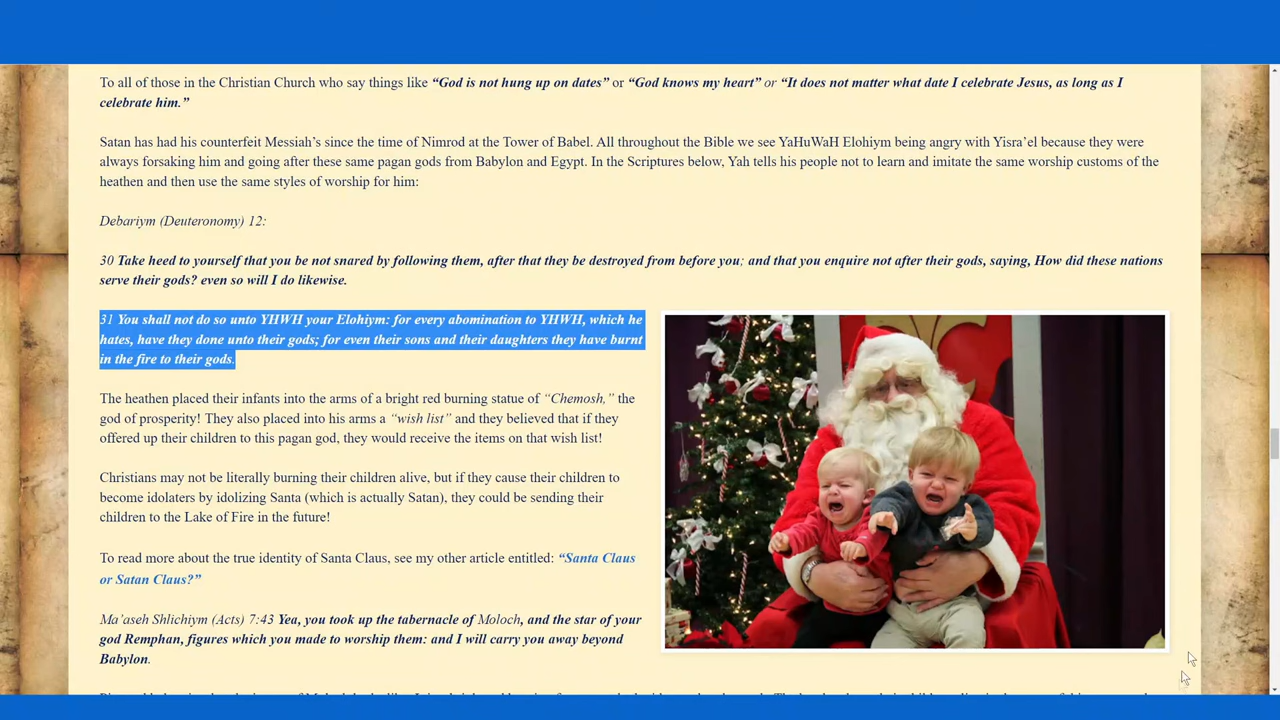 To all of those in the Christian Church who say things like “God is not hung up on dates” or “God knows my heart” or “It does not matter what date I celebrate Jesus, as long as I
celebrate him.”
Satan has had his counterfeit Messiah’s since the time of Nimrod at the Tower of Babel. All throughout the Bible we see YaHuWaH Elohiym being angry with Yisra’el because they were
always forsaking him and going after these same pagan gods from Babylon and Egypt. In the Scriptures below, Yah tells his people not to learn and imitate the same worship customs of the
heathen and then use the same styles of worship for him:
Debariym (Deuteronomy) 12:
30 Take heed to yourself that you be not snared by following them, after that they be destroyed from before you; and that you enquire not after their gods, saying, How did these nations
serve their gods? even so will I do likewise.
31 You shall not do so unto YHWH your Elohiym: for every abomination to YHWH, which he
hates, have they done unto their gods; for even their sons and their daughters they have burnt
in the fire to their gods.
The heathen placed their infants into the arms of a bright red burning statue of “Chemosh,” the
god of prosperity! They also placed into his arms a “wish list” and they believed that if they
offered up their children to this pagan god, they would receive the items on that wish list!
Christians may not be literally burning their children alive, but if they cause their children to
become idolaters by idolizing Santa (which is actually Satan), they could be sending their
children to the Lake of Fire in the future!
To read more about the true identity of Santa Claus, see my other article entitled: “Santa Claus
or Satan Claus?”
Ma’aseh Shlichiym (Acts) 7:43 Yea, you took up the tabernacle of Moloch, and the star of your
god Remphan, figures which you made to worship them: and I will carry you away beyond
Babylon.